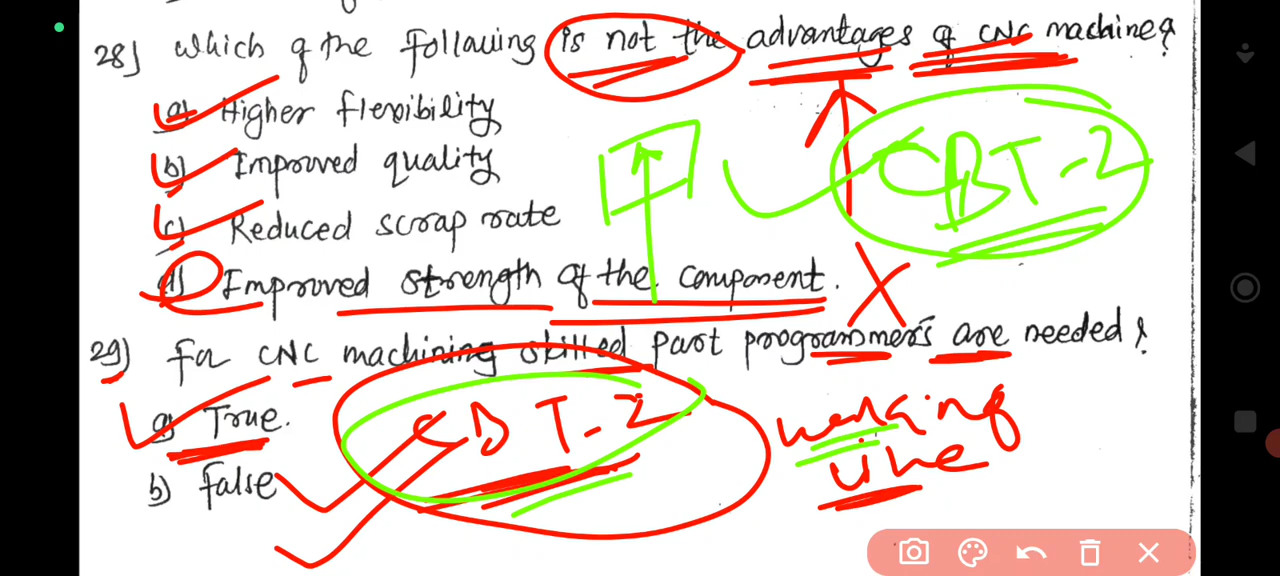 28) Which of the following is not the advantages of CNC machine?
a) Higher flexibility
b) Improved quality
CBT-2
c) Reduced scrap rate
d) Improved strength of the component.
29) For CNC machining skilled part programmers are needed?
a) True.
CBT-2
b) False
line